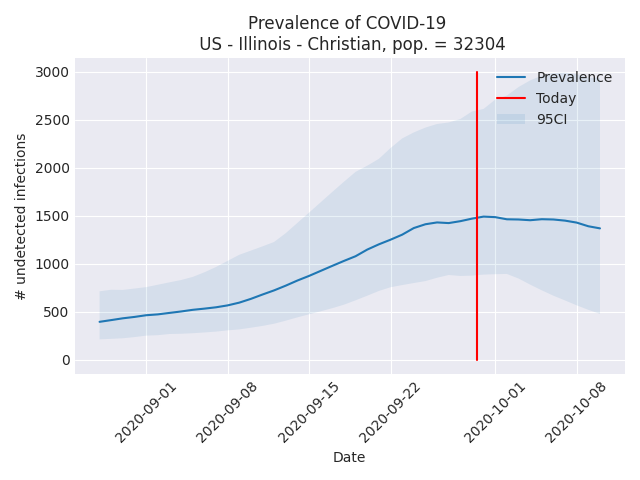 Prevalence of COVID-19
US - Illinois - Christian, pop. = 32304
3000
2500
2000
1500
1000
500
0
# undetected infections
Prevalence
Today
95CI
2020-09-01
2020-09-08
2020-09-15
2020-09-22
2020-10-01
2020-10-08
Date